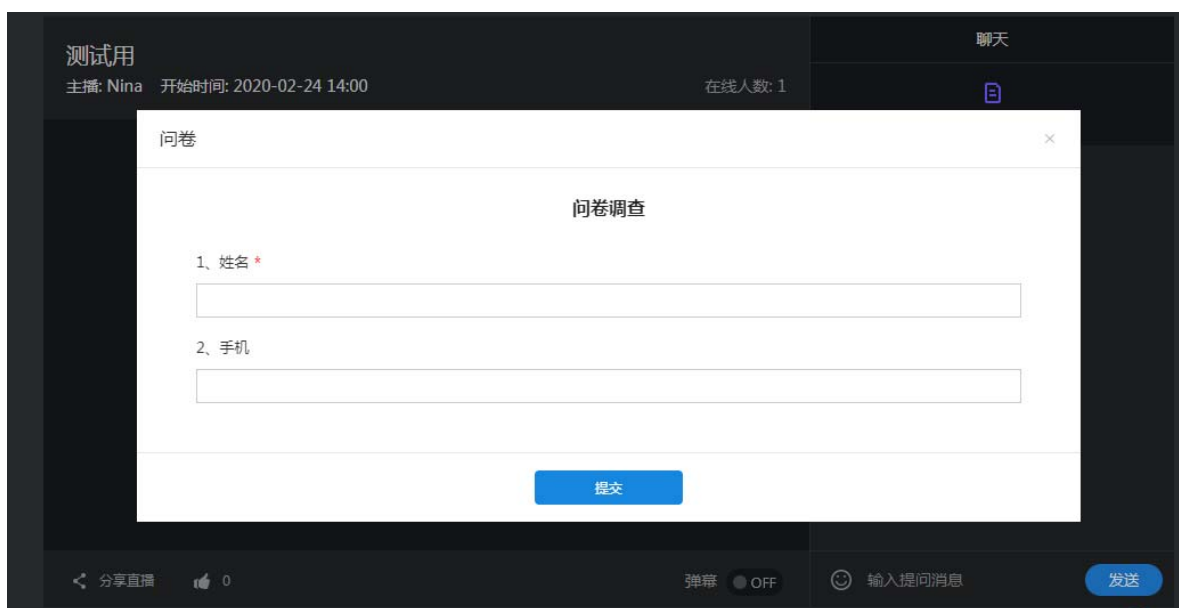 测试用
主播: Nina 开始时间: 2020-02-24 14:00
在线人数: 1
聊天
问卷
×
问卷调查
1、姓名 *
2、手机
提交
分享直播
0
弹幕 OFF
输入提问消息
发送